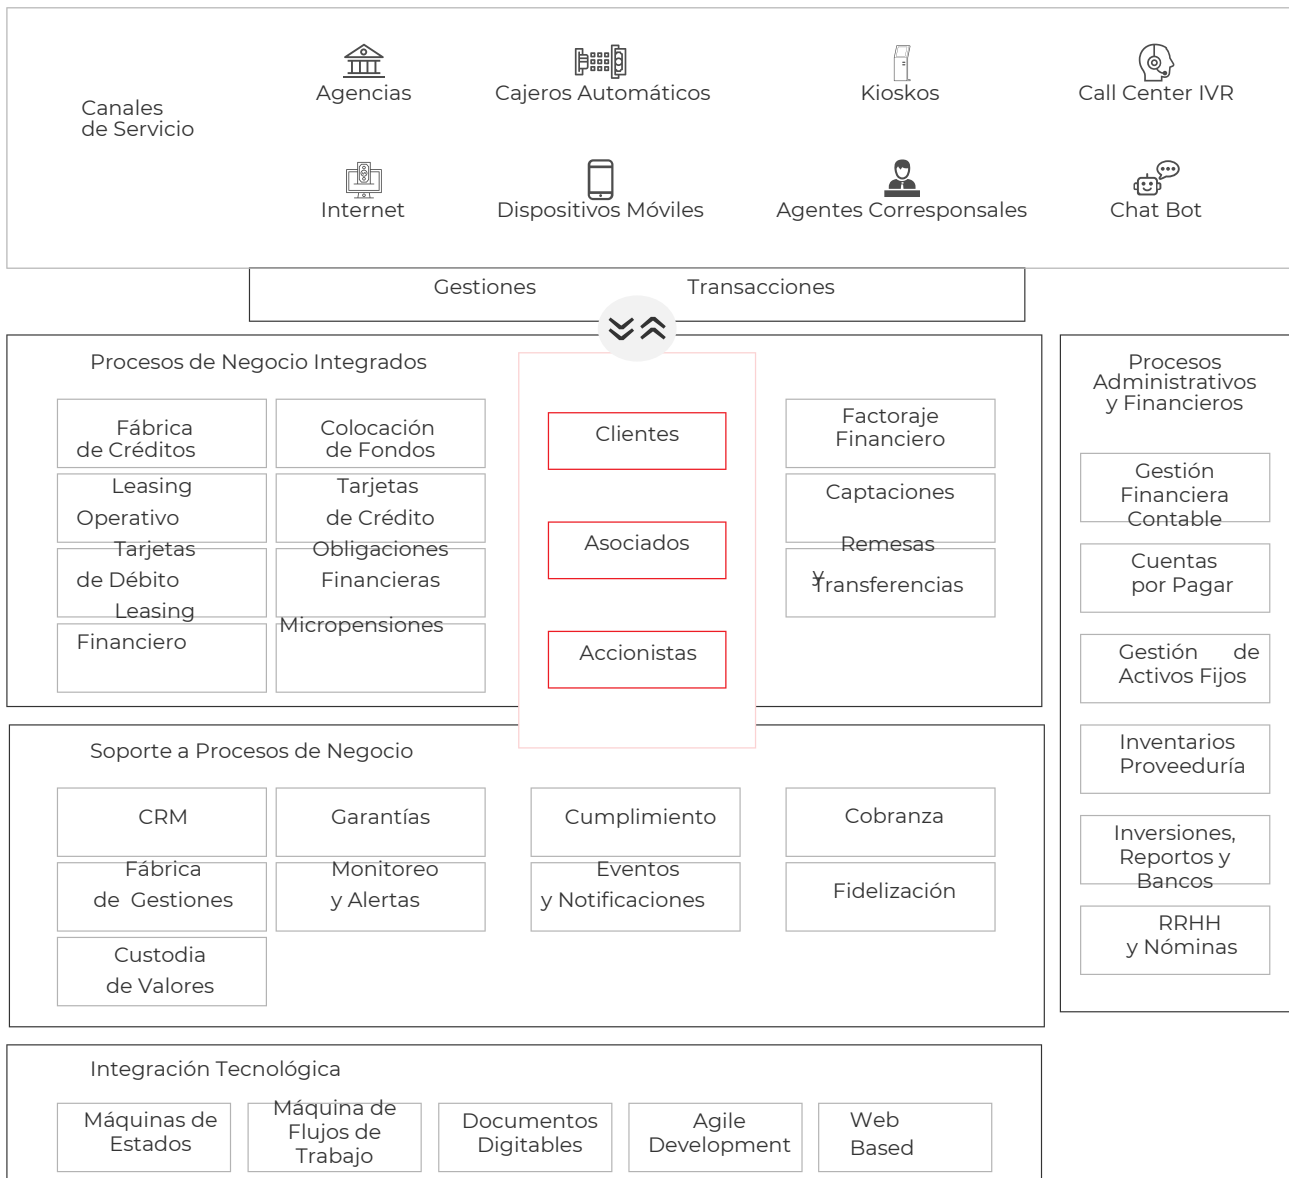 Canales
de Servicio
Agencias
Cajeros Automáticos
Kioskos
Call Center IVR
Internet
Dispositivos Móviles
Agentes Corresponsales
Chat Bot
Gestiones
Transacciones
Procesos de Negocio Integrados
Fábrica
de Créditos
Colocación
de Fondos
Leasing
Operativo
Tarjetas
de Crédito
Tarjetas
de Débito
Obligaciones
Financieras
Leasing
Financiero
Micropensiones
Clientes
Asociados
Accionistas
Factoraje
Financiero
Captaciones
Remesas
y
Transferencias
Procesos
Administrativos
y Financieros
Gestión
Financiera
Contable
Cuentas
por Pagar
Gestión de
Activos Fijos
Inventarios
Proveeduría
Inversiones,
Reportos y
Bancos
RRHH
y Nóminas
Soporte a Procesos de Negocio
CRM
Garantías
Cumplimiento
Cobranza
Fábrica
de Gestiones
Monitoreo
y Alertas
Eventos
y Notificaciones
Fidelización
Custodia
de Valores
Integración Tecnológica
Máquinas de
Estados
Máquina de
Flujos de
Trabajo
Documentos
Digitables
Agile
Development
Web
Based